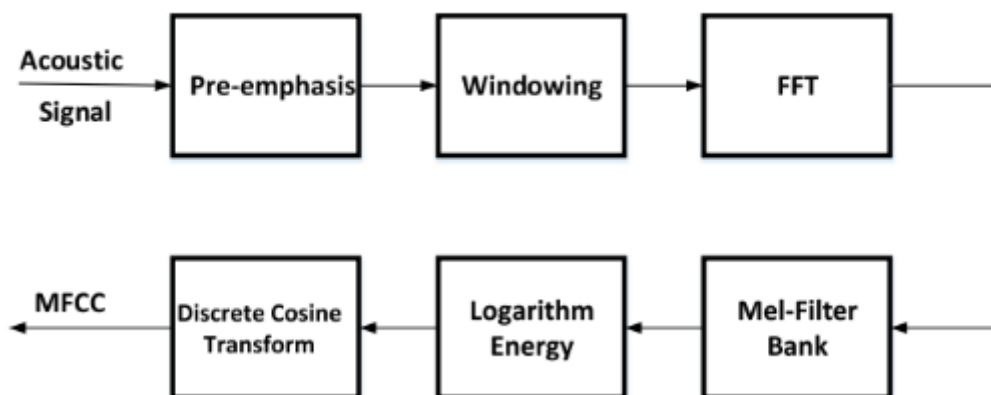 Acoustic
Signal
Pre-emphasis
Windowing
FFT
MFCC
Discrete Cosine
Transform
Logarithm
Energy
Mel-Filter
Bank